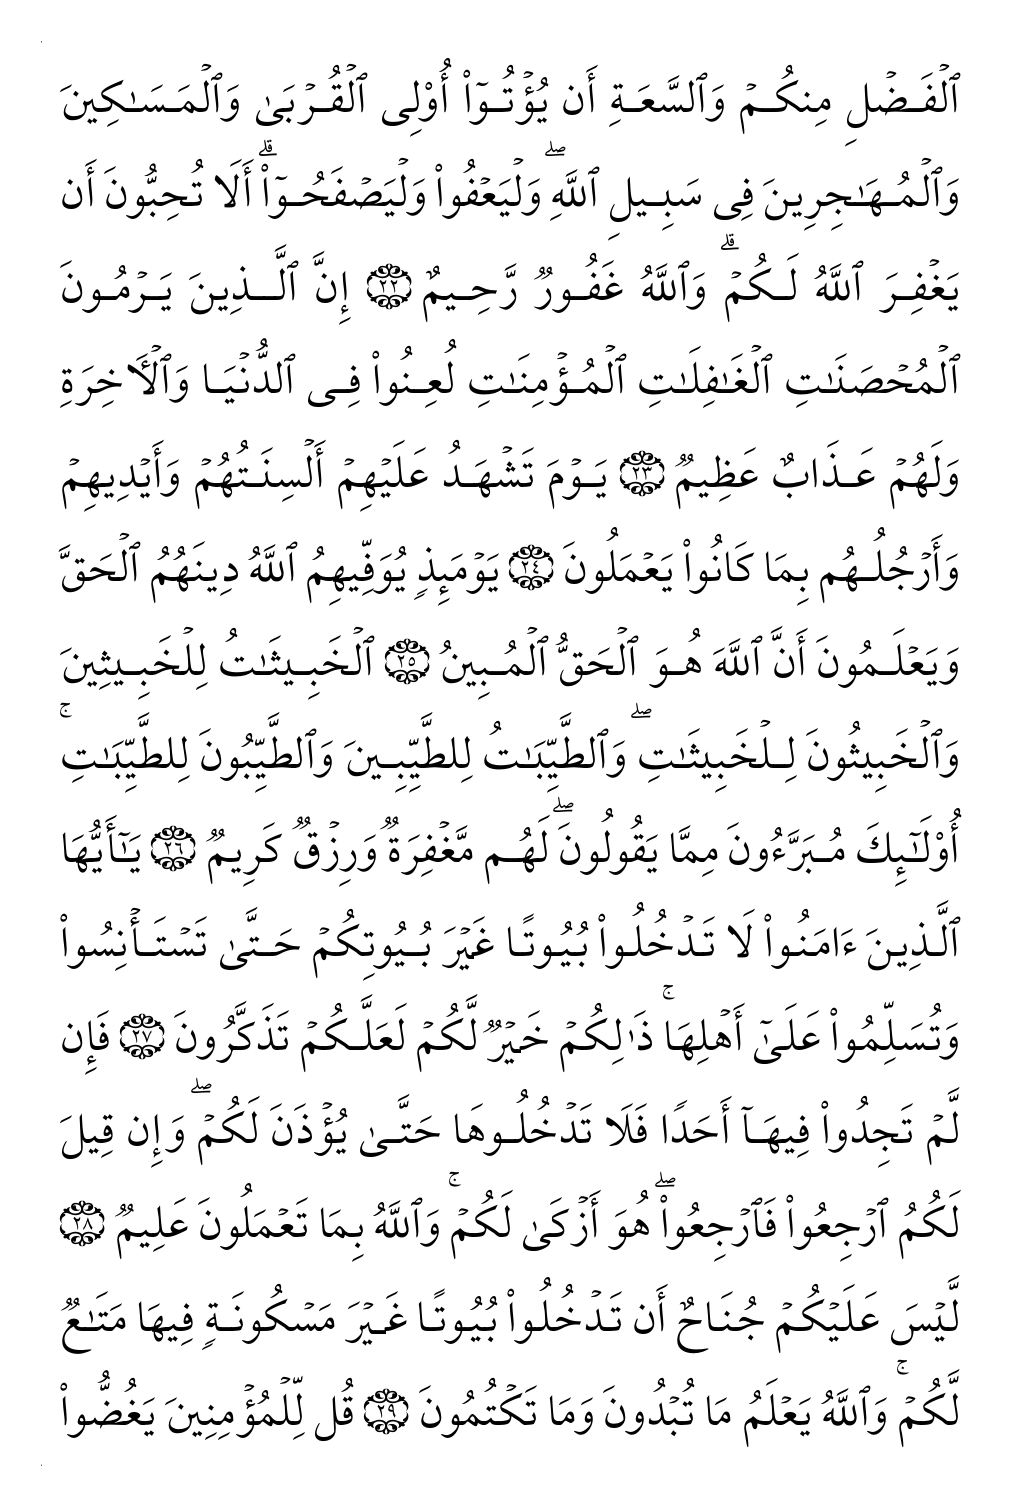 ٱلْفَضْلِ مِنكُمْ وَٱلسَّعَةِ أَن يُؤْتُوٓا۟ أُو۟لِى ٱلْقُرْبَىٰ وَٱلْمَسَـٰكِينَ
وَٱلْمُهَـٰجِرِينَ فِى سَبِيلِ ٱللَّهِ ۖ وَلْيَعْفُوا۟ وَلْيَصْفَحُوٓا۟ ۗ أَلَا تُحِبُّونَ أَن
يَغْفِرَ ٱللَّهُ لَكُمْ ۗ وَٱللَّهُ غَفُورٌ رَّحِيمٌ ﴿٢٢﴾ إِنَّ ٱلَّذِينَ يَرْمُونَ
ٱلْمُحْصَنَـٰتِ ٱلْغَـٰفِلَـٰتِ ٱلْمُؤْمِنَـٰتِ لُعِنُوا۟ فِى ٱلدُّنْيَا وَٱلْـَٔاخِرَةِ
وَلَهُمْ عَذَابٌ عَظِيمٌ ﴿٢٣﴾ يَوْمَ تَشْهَدُ عَلَيْهِمْ أَلْسِنَتُهُمْ وَأَيْدِيهِمْ
وَأَرْجُلُهُم بِمَا كَانُوا۟ يَعْمَلُونَ ﴿٢٤﴾ يَوْمَئِذٍ يُوَفِّيهِمُ ٱللَّهُ دِينَهُمُ ٱلْحَقَّ
وَيَعْلَمُونَ أَنَّ ٱللَّهَ هُوَ ٱلْحَقُّ ٱلْمُبِينُ ﴿٢٥﴾ ٱلْخَبِيثَـٰتُ لِلْخَبِيثِينَ
وَٱلْخَبِيثُونَ لِلْخَبِيثَـٰتِ ۖ وَٱلطَّيِّبَـٰتُ لِلطَّيِّبِينَ وَٱلطَّيِّبُونَ لِلطَّيِّبَـٰتِ ۚ
أُو۟لَـٰٓئِكَ مُبَرَّءُونَ مِمَّا يَقُولُونَ ۖ لَهُم مَّغْفِرَةٌ وَرِزْقٌ كَرِيمٌ ﴿٢٦﴾ يَـٰٓأَيُّهَا
ٱلَّذِينَ ءَامَنُوا۟ لَا تَدْخُلُوا۟ بُيُوتًا غَيْرَ بُيُوتِكُمْ حَتَّىٰ تَسْتَأْنِسُوا۟
وَتُسَلِّمُوا۟ عَلَىٰٓ أَهْلِهَا ۚ ذَٰلِكُمْ خَيْرٌ لَّكُمْ لَعَلَّكُمْ تَذَكَّرُونَ ﴿٢٧﴾ فَإِن
لَّمْ تَجِدُوا۟ فِيهَآ أَحَدًا فَلَا تَدْخُلُوهَا حَتَّىٰ يُؤْذَنَ لَكُمْ ۖ وَإِن قِيلَ
لَكُمُ ٱرْجِعُوا۟ فَٱرْجِعُوا۟ ۖ هُوَ أَزْكَىٰ لَكُمْ ۚ وَٱللَّهُ بِمَا تَعْمَلُونَ عَلِيمٌ ﴿٢٨﴾
لَّيْسَ عَلَيْكُمْ جُنَاحٌ أَن تَدْخُلُوا۟ بُيُوتًا غَيْرَ مَسْكُونَةٍ فِيهَا مَتَـٰعٌ
لَّكُمْ ۚ وَٱللَّهُ يَعْلَمُ مَا تُبْدُونَ وَمَا تَكْتُمُونَ ﴿٢٩﴾ قُل لِّلْمُؤْمِنِينَ يَغُضُّوا۟